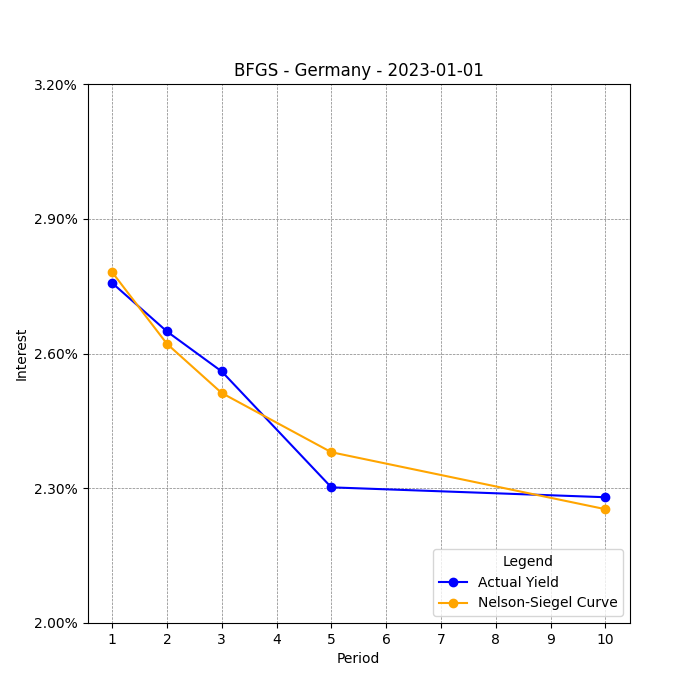 BFGS - Germany - 2023-01-01
3.20%
2.90%
2.60%
2.30%
2.00%
Interest
1 2 3 4 5 6 7 8 9 10
Period
Legend
Actual Yield
Nelson-Siegel Curve